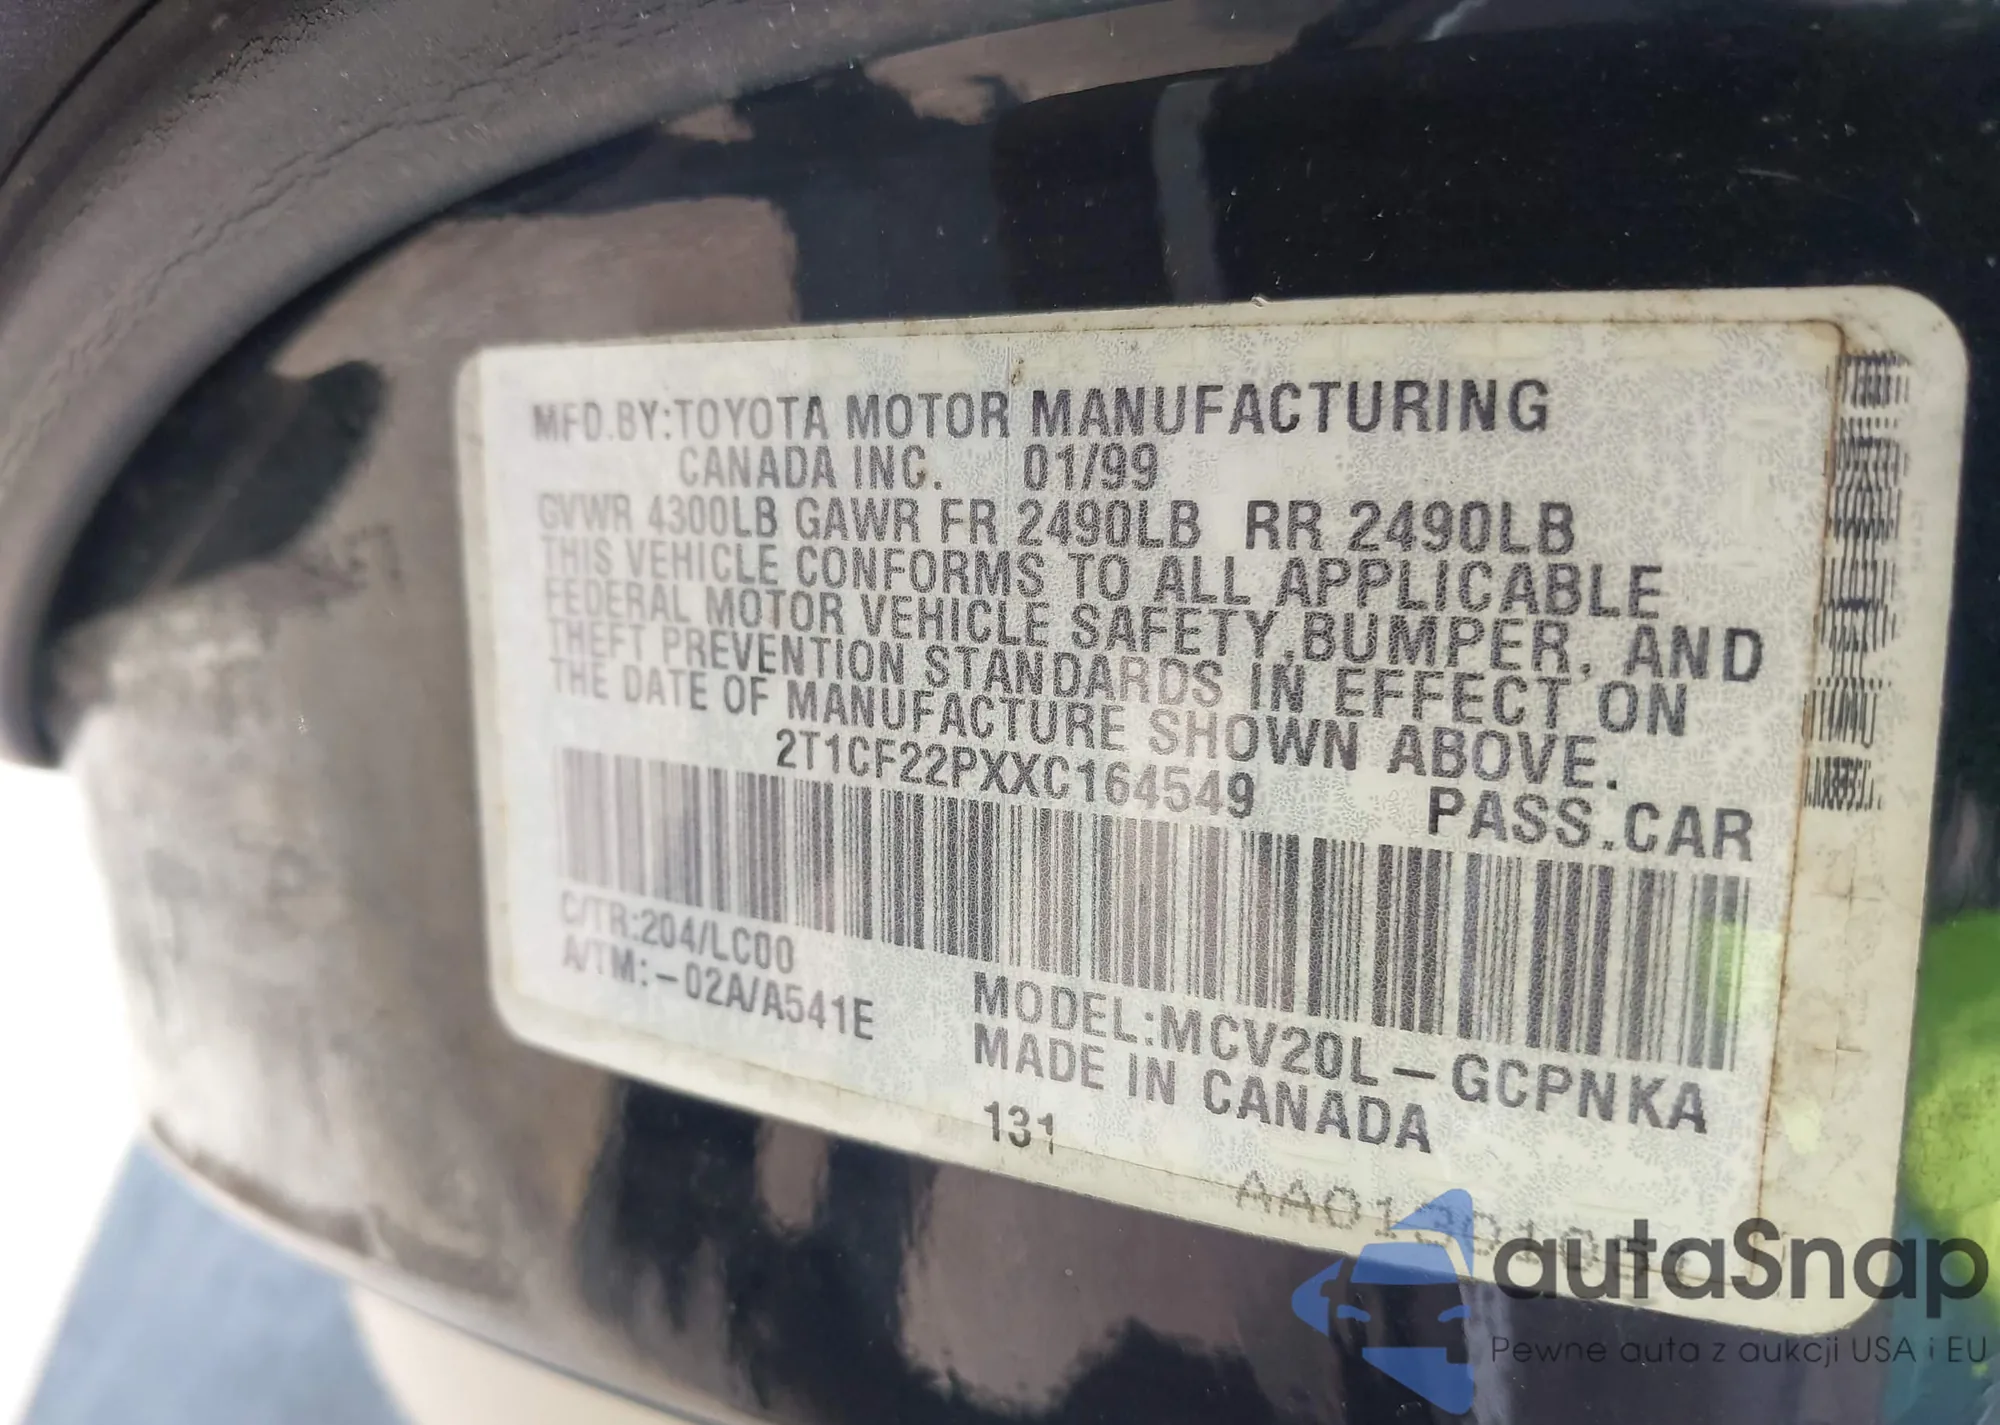 MFD.BY:TOYOTA MOTOR MANUFACTURING
CANADA INC. 01/99
GVWR 4300LB GAWR FR 2490LB RR 2490LB
THIS VEHICLE CONFORMS TO ALL APPLICABLE
FEDERAL MOTOR VEHICLE SAFETY,BUMPER, AND
THEFT PREVENTION STANDARDS IN EFFECT ON
THE DATE OF MANUFACTURE SHOWN ABOVE.
2T1CF22PXXC164549 PASS.CAR
C/TR:204/LC00
A/TM:-02A/A541E
MODEL:MCV20L-GCPNKA
MADE IN CANADA
131
autaSnap
Pewne auta z aukcji USA i EU